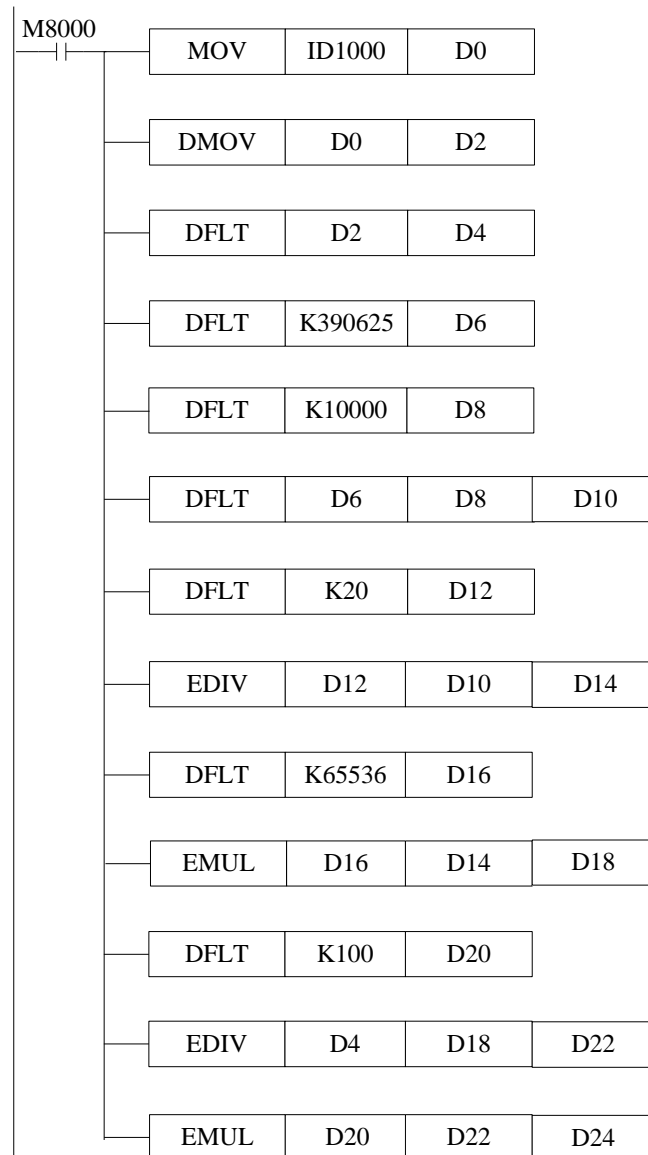 M8000
MOV ID1000 D0
DMOV D0 D2
DFLT D2 D4
DFLT K390625 D6
DFLT K10000 D8
DFLT D6 D8 D10
DFLT K20 D12
EDIV D12 D10 D14
DFLT K65536 D16
EMUL D16 D14 D18
DFLT K100 D20
EDIV D4 D18 D22
EMUL D20 D22 D24